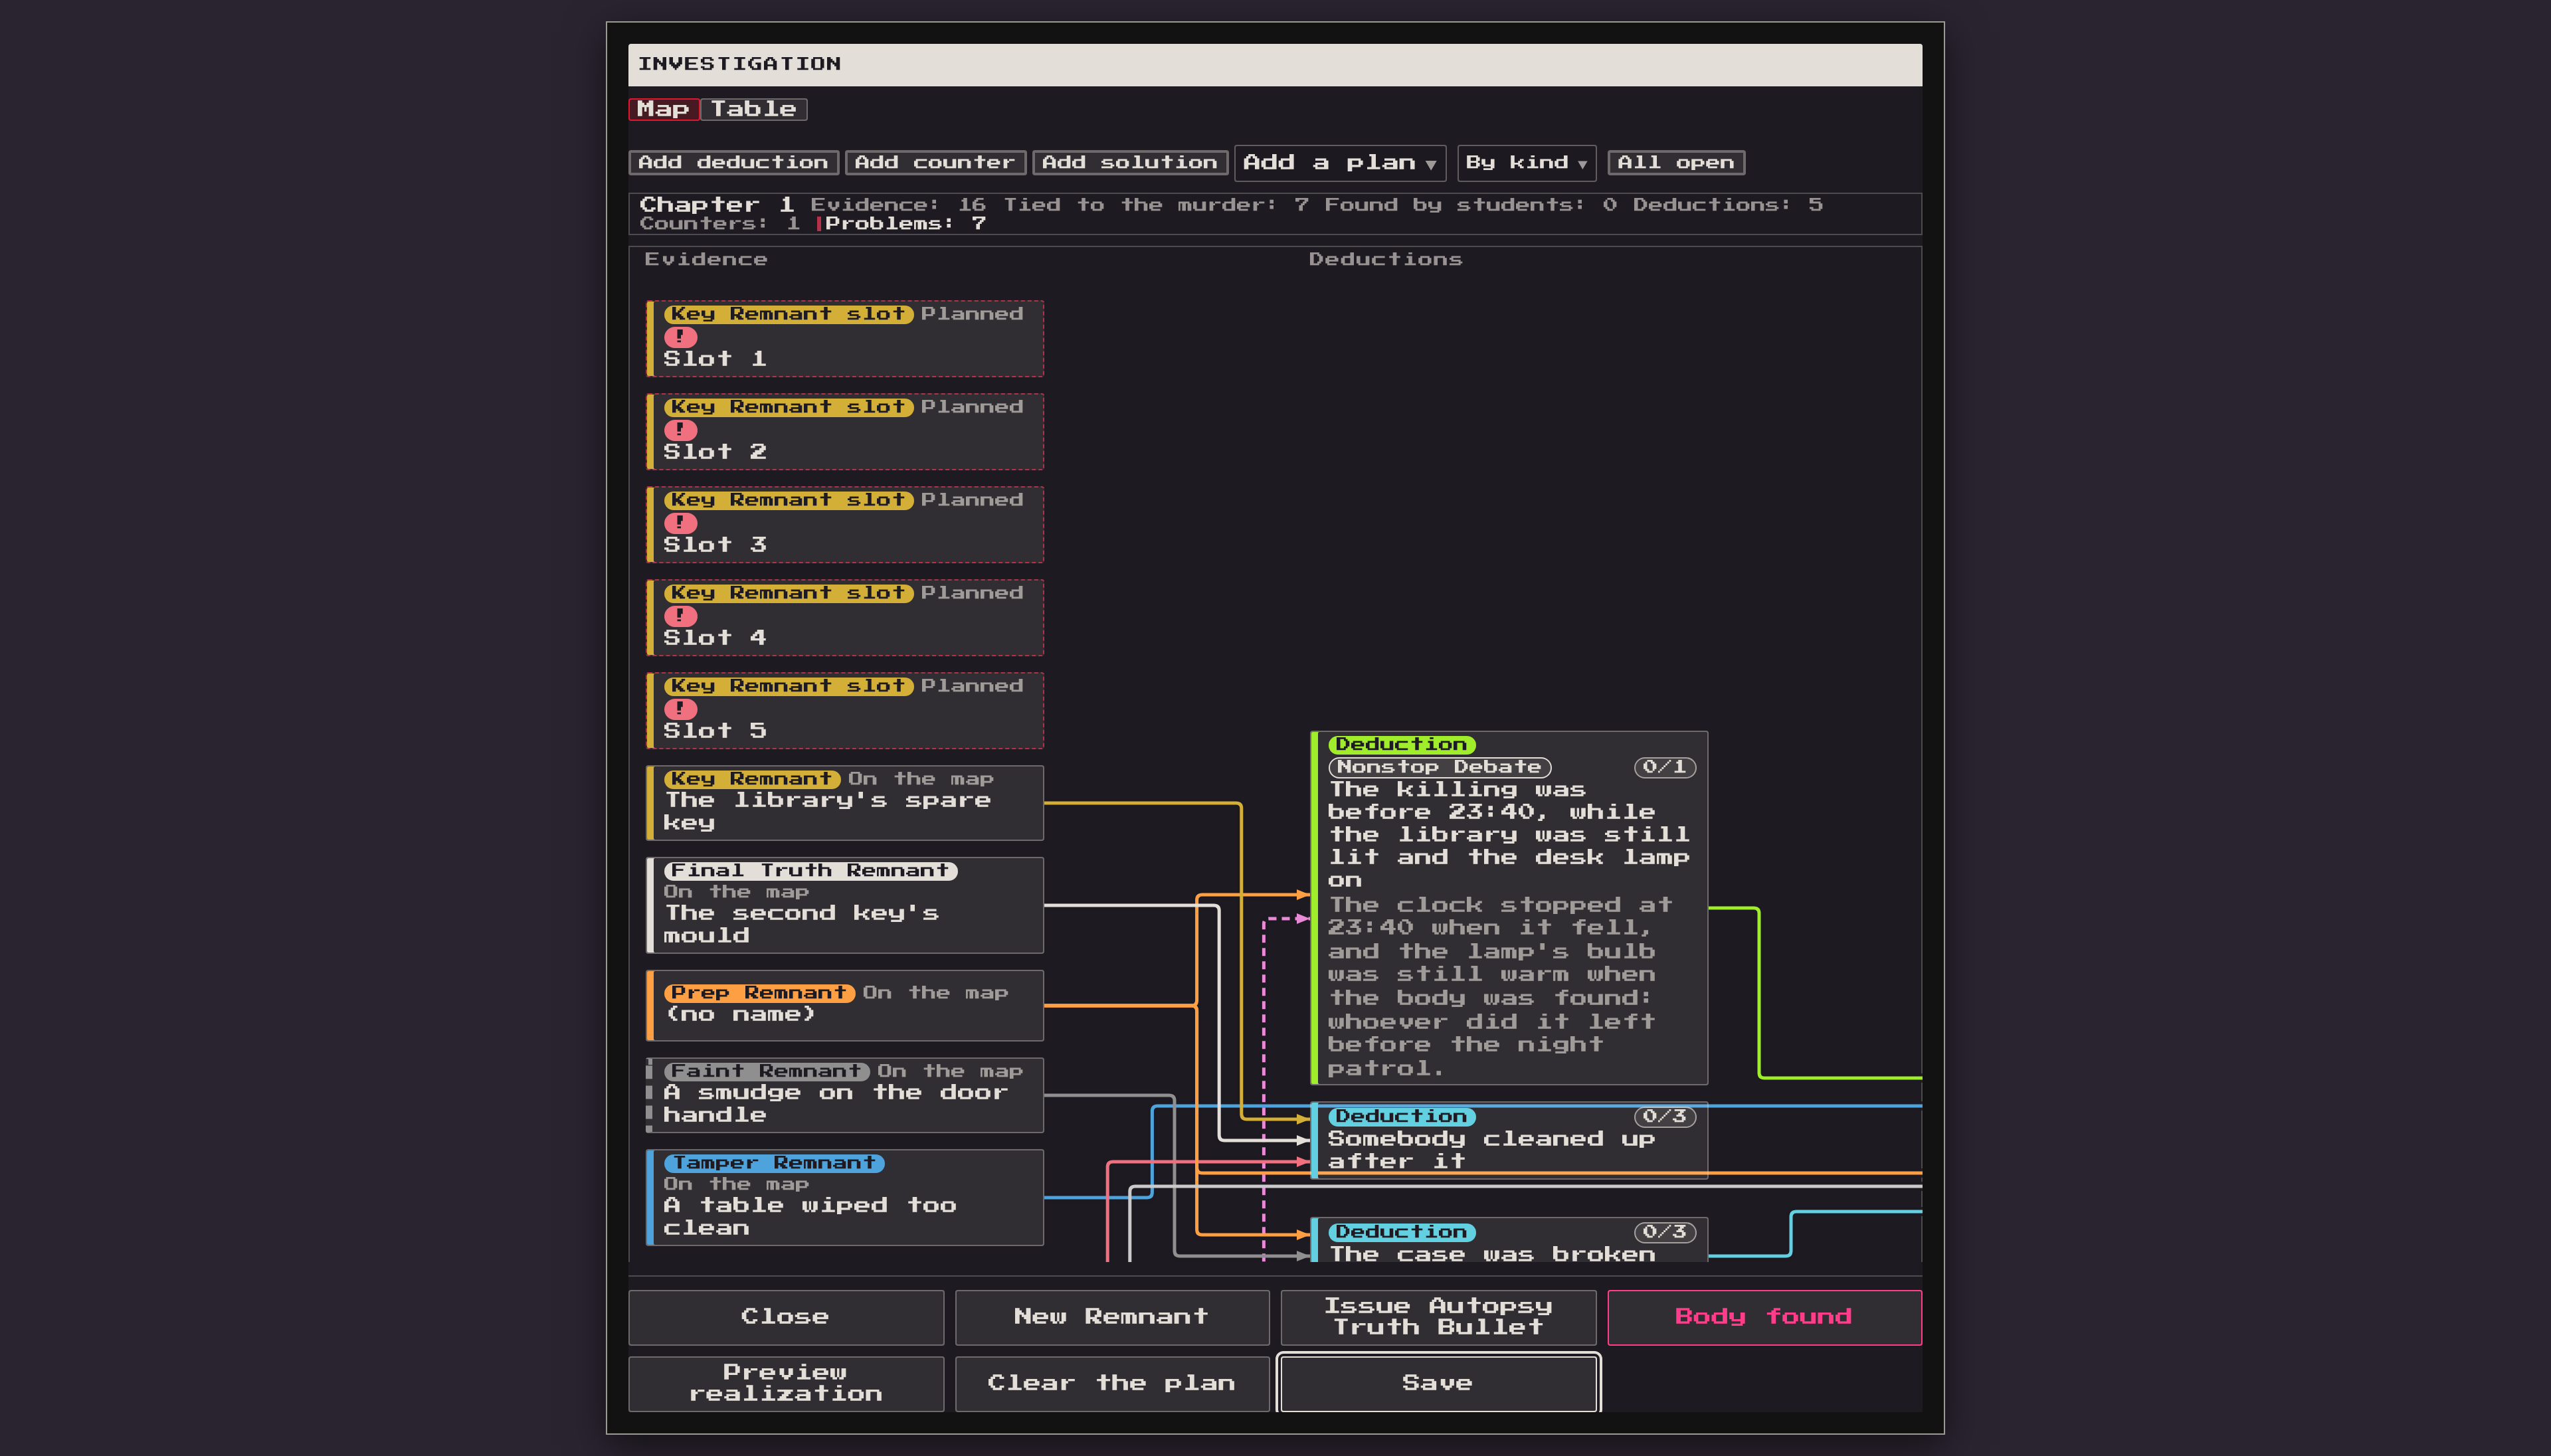 INVESTIGATION
Map Table
Add deduction Add counter Add solution Add a plan ▼ By kind ▼ All open
Chapter 1 Evidence: 16 Tied to the murder: 7 Found by students: 0 Deductions: 5
Counters: 1 Problems: 7
Evidence
Deductions
Key Remnant slot Planned
!
Slot 1
Key Remnant slot Planned
!
Slot 2
Key Remnant slot Planned
!
Slot 3
Key Remnant slot Planned
!
Slot 4
Key Remnant slot Planned
!
Slot 5
Key Remnant On the map
The library's spare
key
Final Truth Remnant
On the map
The second key's
mould
Prep Remnant On the map
(no name)
Faint Remnant On the map
A smudge on the door
handle
Tamper Remnant
On the map
A table wiped too
clean
Deduction
Nonstop Debate 0/1
The killing was
before 23:40, while
the library was still
lit and the desk lamp
on
The clock stopped at
23:40 when it fell,
and the lamp's bulb
was still warm when
the body was found:
whoever did it left
before the night
patrol.
Deduction 0/3
Somebody cleaned up
after it
Deduction 0/3
The case was broken
Close
New Remnant
Issue Autopsy
Truth Bullet
Body found
Preview
realization
Clear the plan
Save